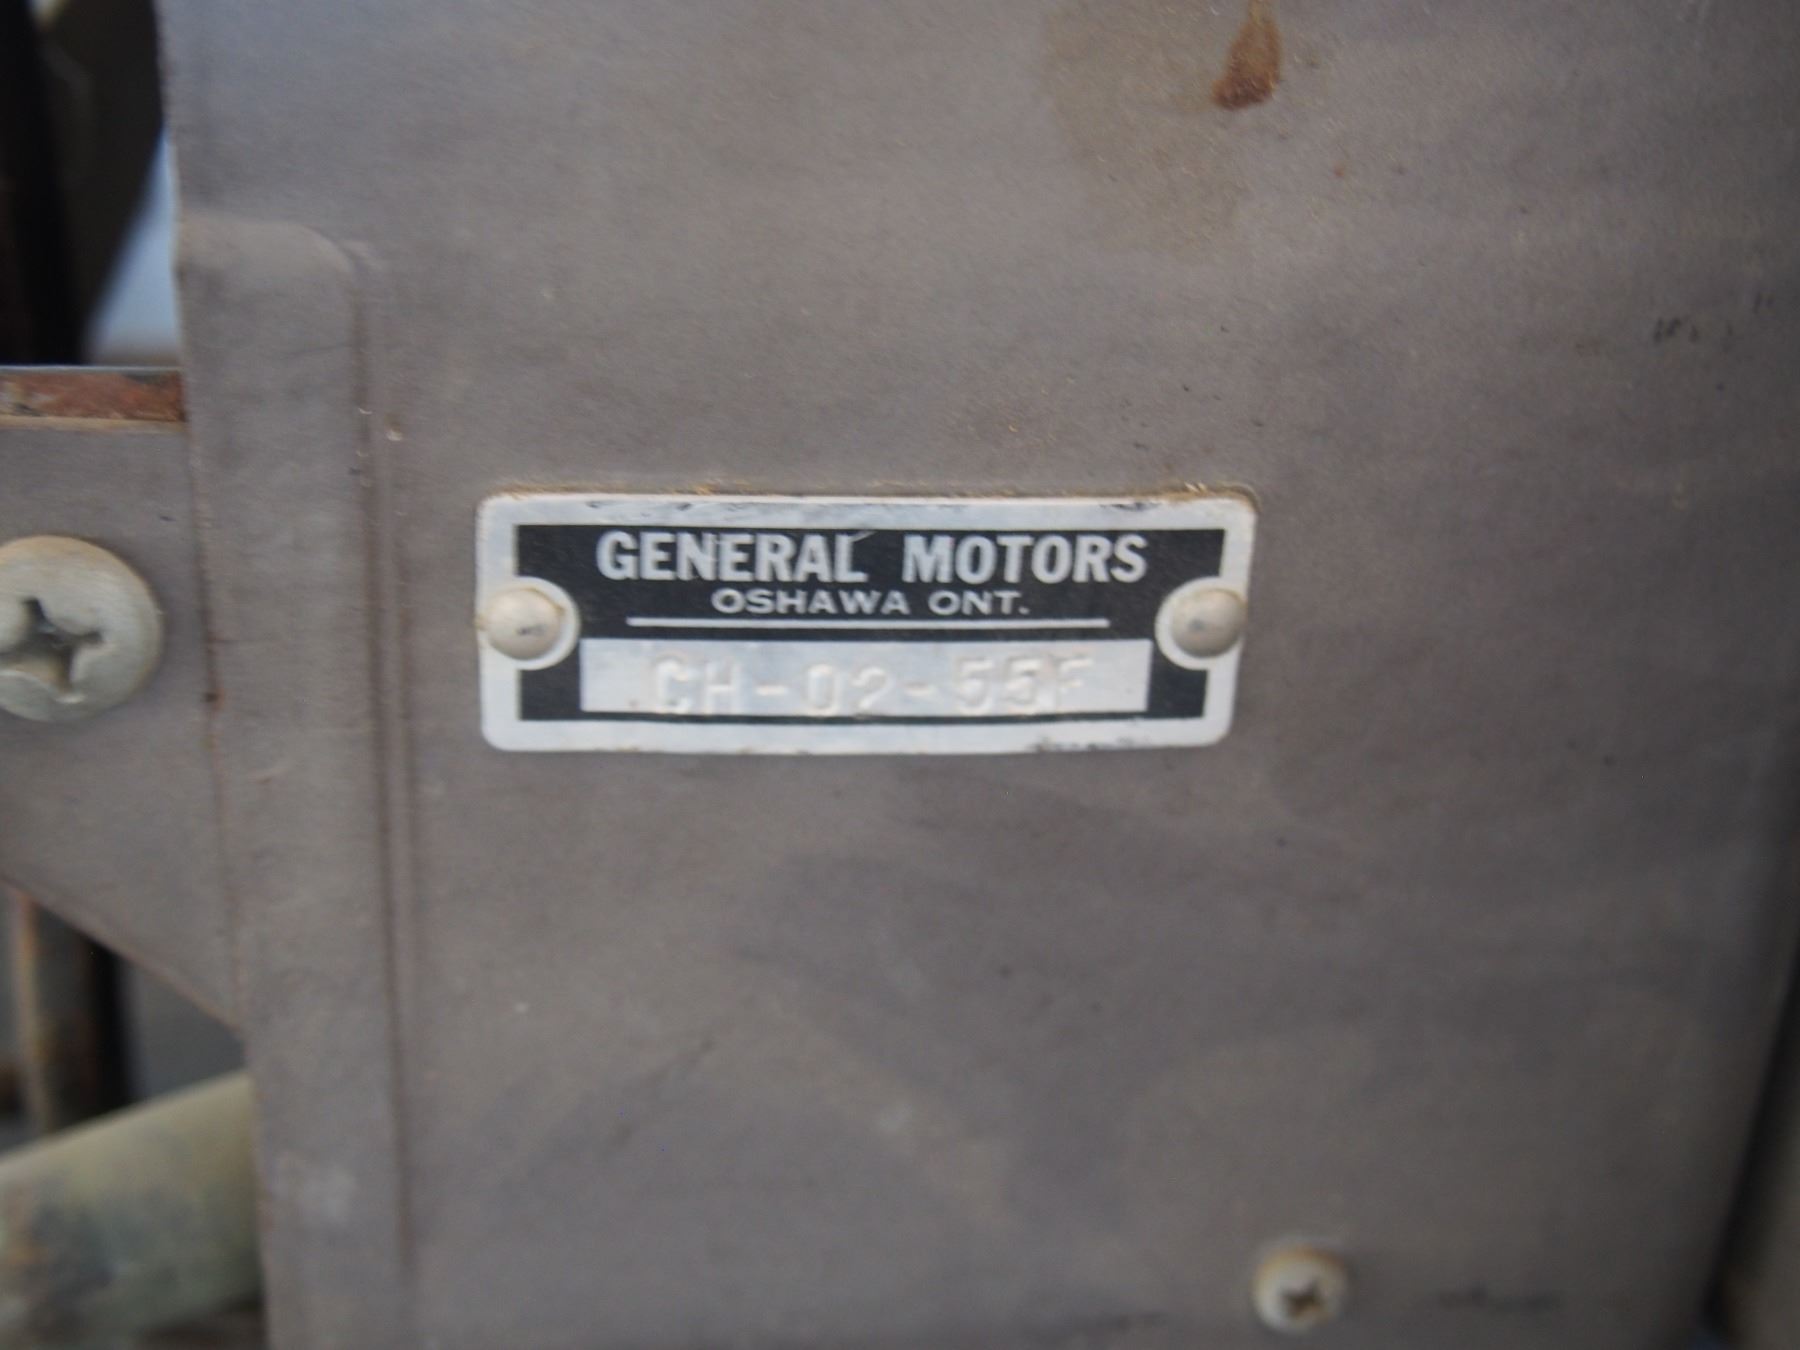 GENERAL MOTORS
OSHAWA ONT.
CH-02-55F